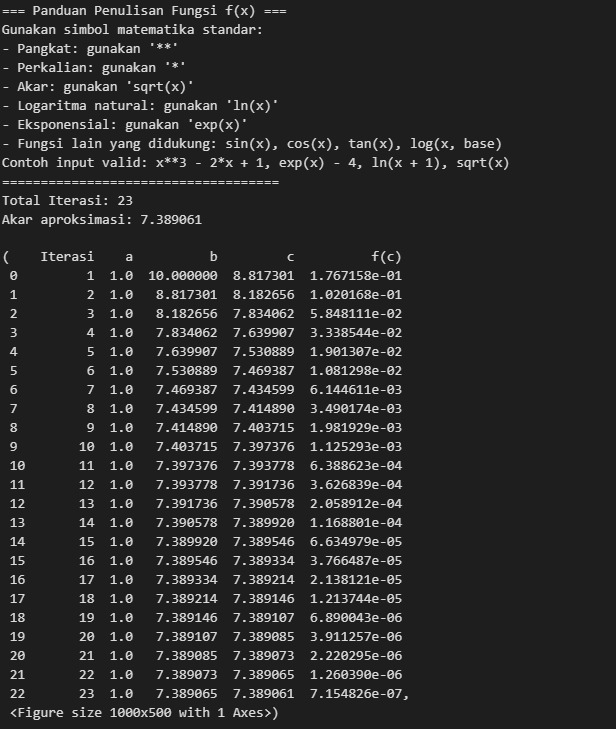 === Panduan Penulisan Fungsi f(x) ===
Gunakan simbol matematika standar:
- Pangkat: gunakan '**'
- Perkalian: gunakan '*'
- Akar: gunakan 'sqrt(x)'
- Logaritma natural: gunakan 'ln(x)'
- Eksponensial: gunakan 'exp(x)'
- Fungsi lain yang didukung: sin(x), cos(x), tan(x), log(x, base)
Contoh input valid: x**3 - 2*x + 1, exp(x) - 4, ln(x + 1), sqrt(x)
====================================
Total Iterasi: 23
Akar aproksimasi: 7.389061
(    Iterasi    a          b         c          f(c)
 0         1  1.0  10.000000  8.817301  1.767158e-01
 1         2  1.0   8.817301  8.182656  1.020168e-01
 2         3  1.0   8.182656  7.834062  5.848111e-02
 3         4  1.0   7.834062  7.639907  3.338544e-02
 4         5  1.0   7.639907  7.530889  1.901307e-02
 5         6  1.0   7.530889  7.469387  1.081298e-02
 6         7  1.0   7.469387  7.434599  6.144611e-03
 7         8  1.0   7.434599  7.414890  3.490174e-03
 8         9  1.0   7.414890  7.403715  1.981929e-03
 9        10  1.0   7.403715  7.397376  1.125293e-03
 10       11  1.0   7.397376  7.393778  6.388623e-04
 11       12  1.0   7.393778  7.391736  3.626839e-04
 12       13  1.0   7.391736  7.390578  2.058912e-04
 13       14  1.0   7.390578  7.389920  1.168801e-04
 14       15  1.0   7.389920  7.389546  6.634979e-05
 15       16  1.0   7.389546  7.389334  3.766487e-05
 16       17  1.0   7.389334  7.389214  2.138121e-05
 17       18  1.0   7.389214  7.389146  1.213744e-05
 18       19  1.0   7.389146  7.389107  6.890043e-06
 19       20  1.0   7.389107  7.389085  3.911257e-06
 20       21  1.0   7.389085  7.389073  2.220295e-06
 21       22  1.0   7.389073  7.389065  1.260390e-06
 22       23  1.0   7.389065  7.389061  7.154826e-07,
 <Figure size 1000x500 with 1 Axes>)